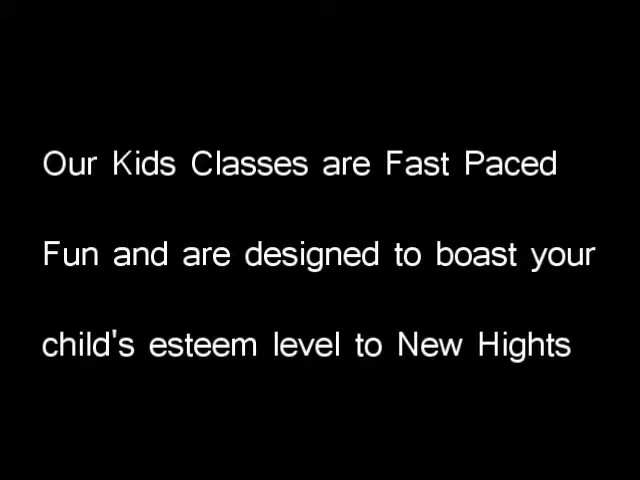 Our Kids Classes are Fast Paced
Fun and are designed to boast your
child's esteem level to New Hights